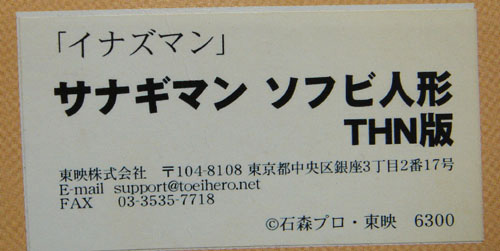 「イナズマン」
サナギマン ソフビ人形
THN版
東映株式会社 〒104-8108 東京都中央区銀座3丁目2番17号
E-mail support@toeihero.net
FAX 03-3535-7718
©石森プロ・東映 6300